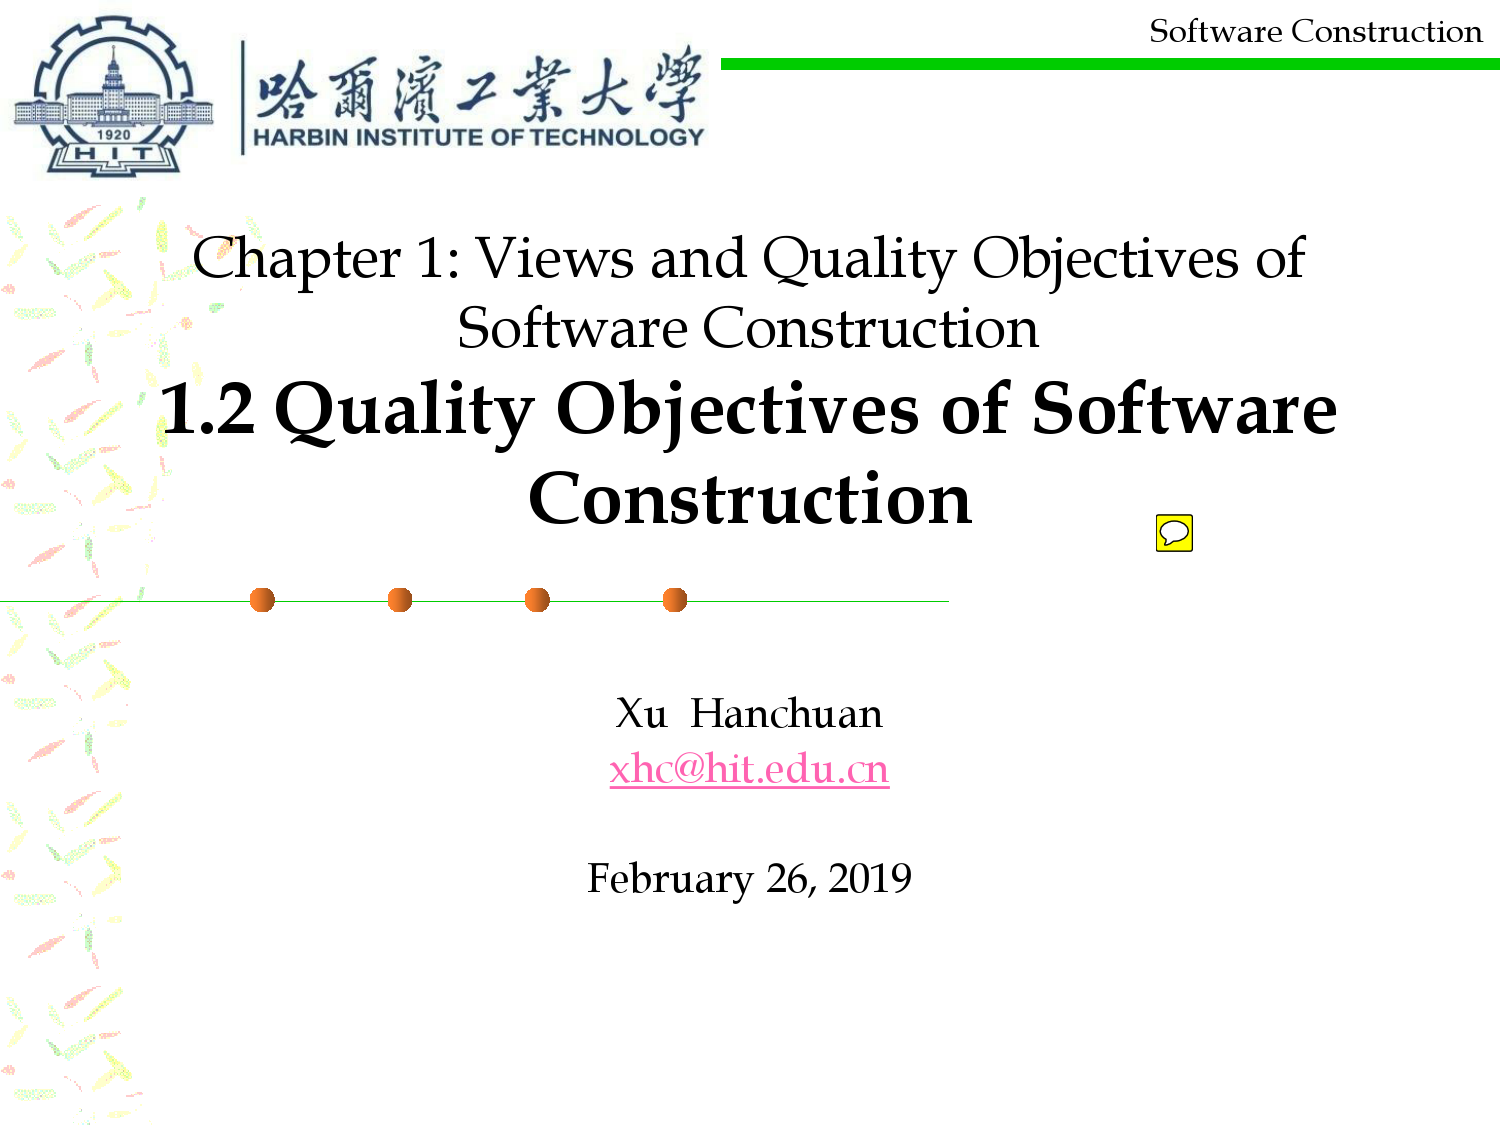 Software Construction
哈爾濱工業大學
HARBIN INSTITUTE OF TECHNOLOGY
1920
HIT
Chapter 1: Views and Quality Objectives of
Software Construction
1.2 Quality Objectives of Software
Construction
Xu Hanchuan
xhc@hit.edu.cn
February 26, 2019